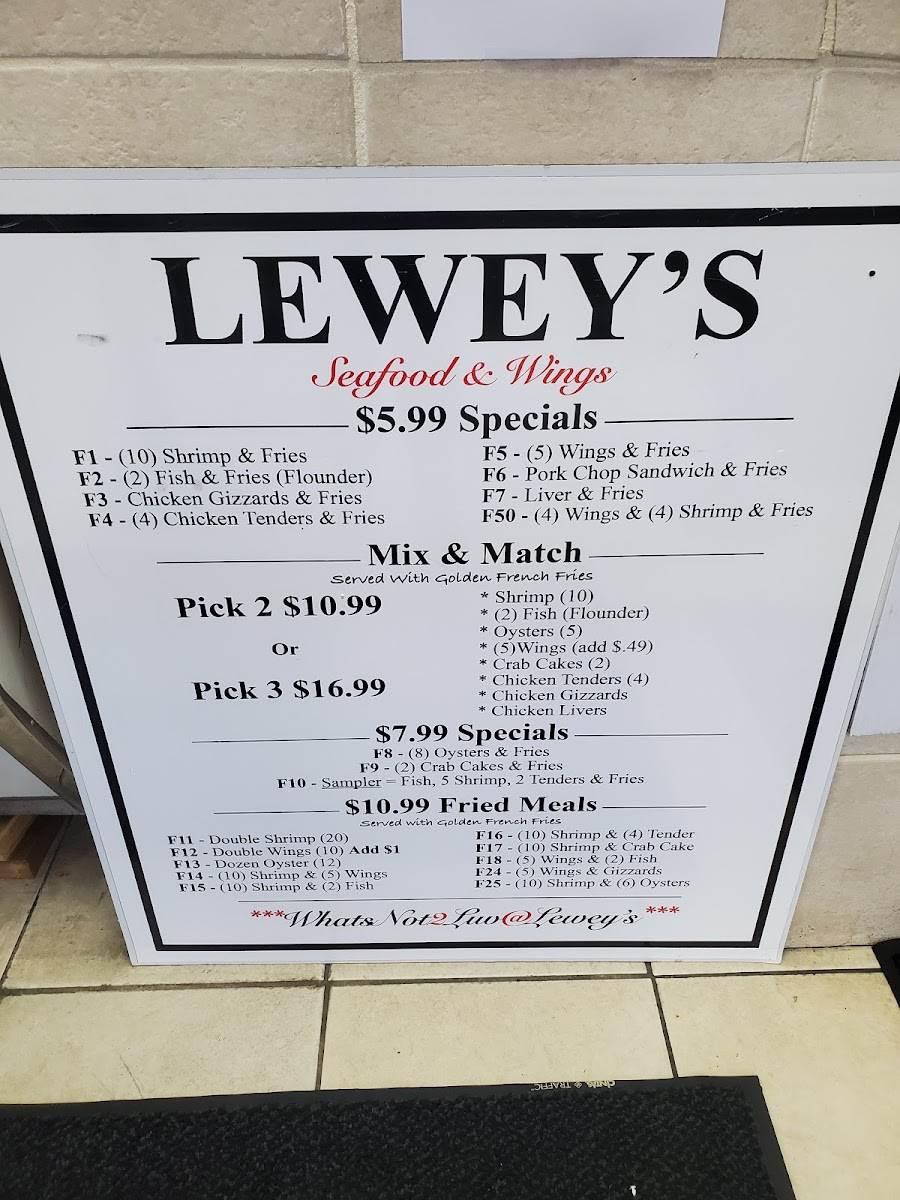 LEWEY'S
Seafood & Wings
$5.99 Specials
F1 - (10) Shrimp & Fries
F2 - (2) Fish & Fries (Flounder)
F3 - Chicken Gizzards & Fries
F4 - (4) Chicken Tenders & Fries
F5 - (5) Wings & Fries
F6 - Pork Chop Sandwich & Fries
F7 - Liver & Fries
F50 - (4) Wings & (4) Shrimp & Fries
Mix & Match
Served With Golden French Fries
Pick 2 $10.99
Or
Pick 3 $16.99
* Shrimp (10)
* (2) Fish (Flounder)
* Oysters (5)
* (5)Wings (add $.49)
* Crab Cakes (2)
* Chicken Tenders (4)
* Chicken Gizzards
* Chicken Livers
$7.99 Specials
F8 - (8) Oysters & Fries
F9 - (2) Crab Cakes & Fries
F10 - Sampler = Fish, 5 Shrimp, 2 Tenders & Fries
$10.99 Fried Meals
Served with Golden French Fries
F11 - Double Shrimp (20)
F12 - Double Wings (10) Add $1
F13 - Dozen Oyster (12)
F14 - (10) Shrimp & (5) Wings
F15 - (10) Shrimp & (2) Fish
F16 - (10) Shrimp & (4) Tender
F17 - (10) Shrimp & Crab Cake
F18 - (5) Wings & (2) Fish
F24 - (5) Wings & Gizzards
F25 - (10) Shrimp & (6) Oysters
***WhatsNot2Luv@Lewey's ***
TRAFFIC